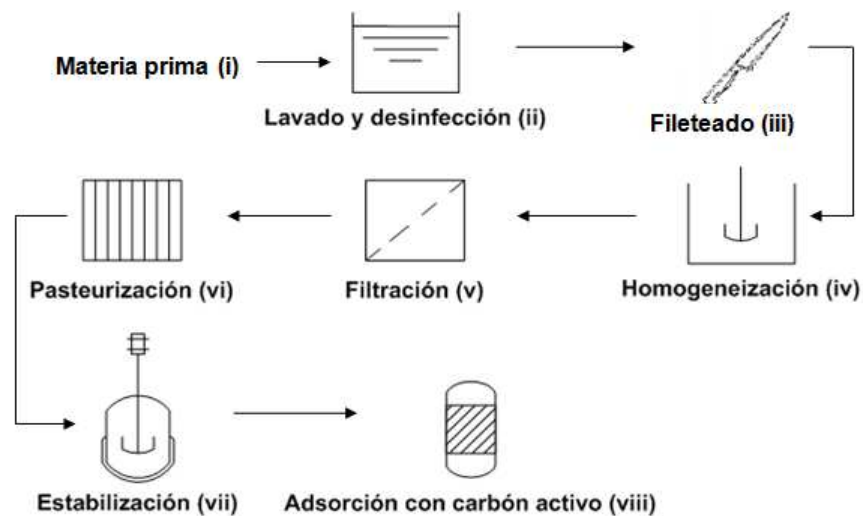 Materia prima (i)
Lavado y desinfección (ii)
Fileteado (iii)
Pasteurización (vi)
Filtración (v)
Homogeneización (iv)
Estabilización (vii)
Adsorción con carbón activo (viii)